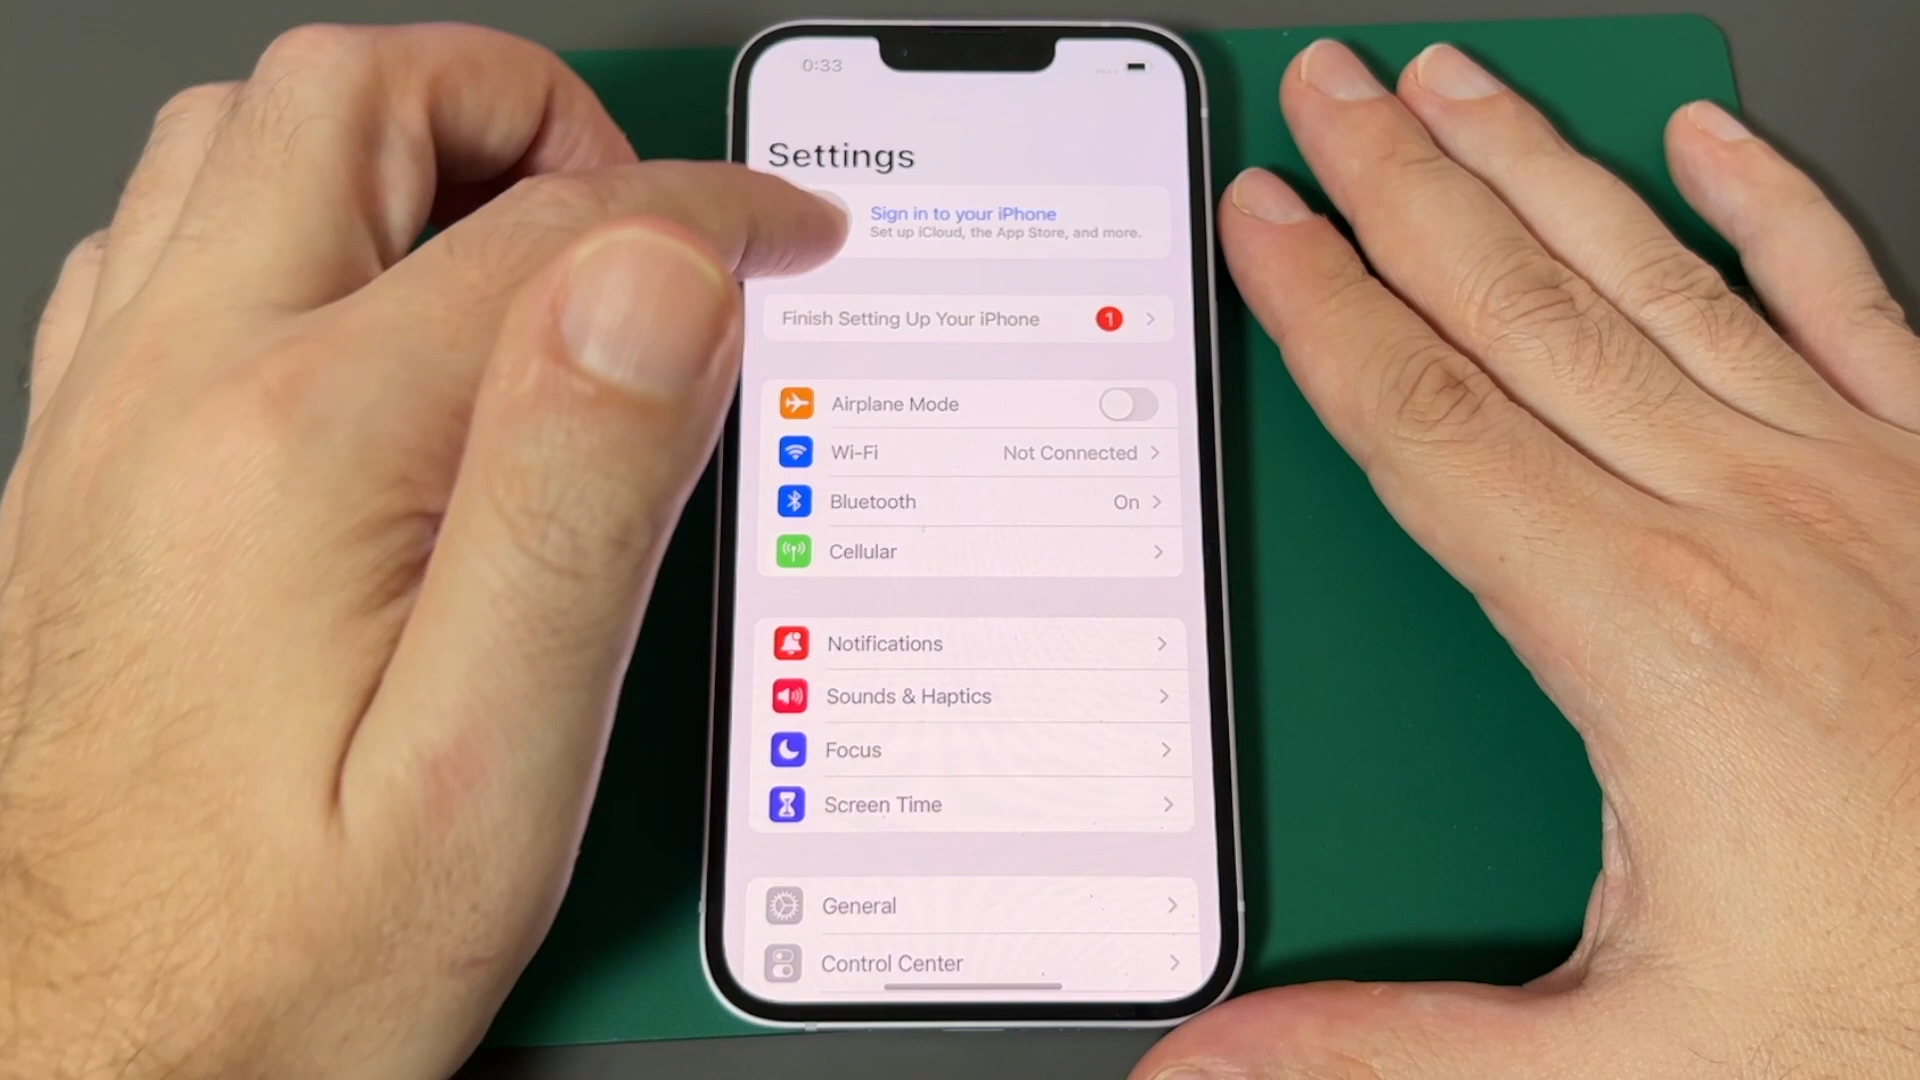 0:33
Settings
Sign in to your iPhone
Set up iCloud, the App Store, and more.
Finish Setting Up Your iPhone 1
Airplane Mode
Wi-Fi Not Connected
Bluetooth On
Cellular
Notifications
Sounds & Haptics
Focus
Screen Time
General
Control Center